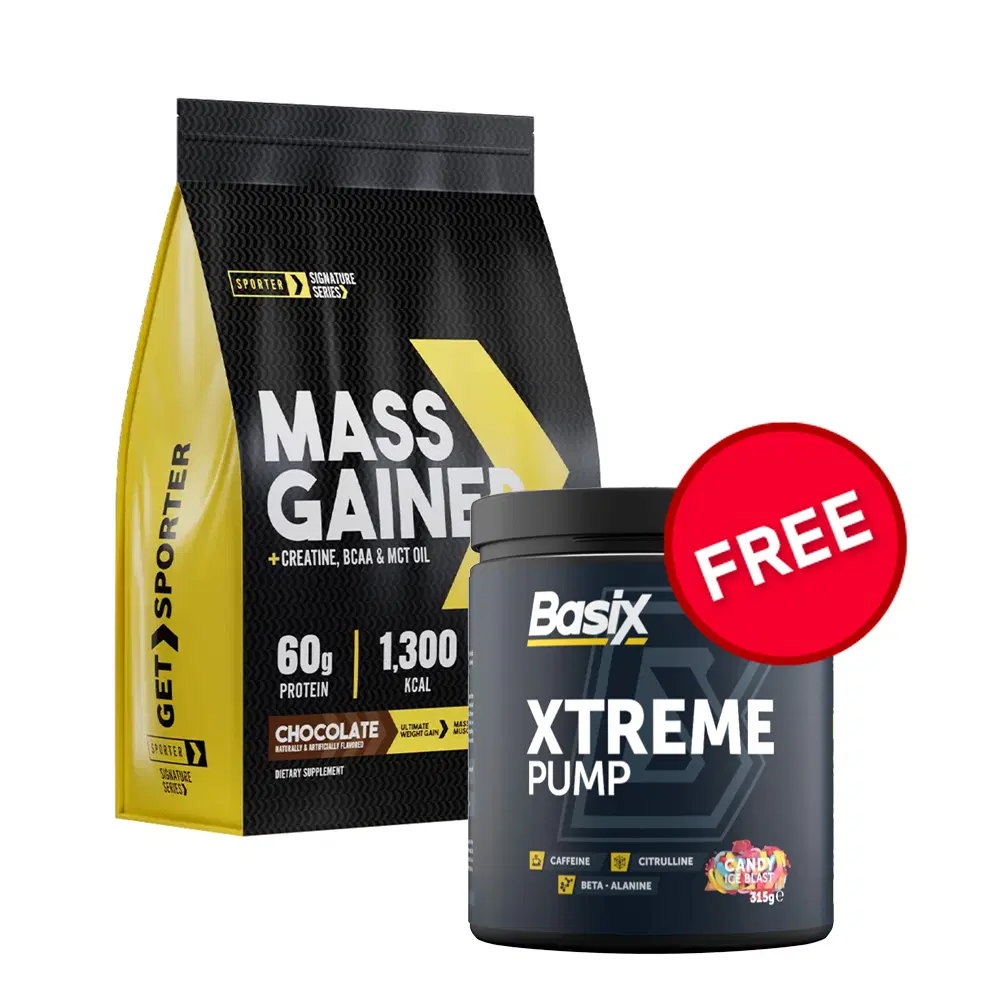 SPORTER
SIGNATURE
SERIES
MASS
GAINE
+CREATINE, BCAA & MCT OIL
60g
PROTEIN
1,300
KCAL
CHOCOLATE
NATURALLY & ARTIFICIALLY FLAVORED
ULTIMATE
WEIGHT GAIN
DIETARY SUPPLEMENT
GET SPORTER
SPORTER
SIGNATURE
SERIES
FREE
Basix
XTREME
PUMP
CAFFEINE
CITRULLINE
BETA - ALANINE
CANDY
ICE BLAST
315g e